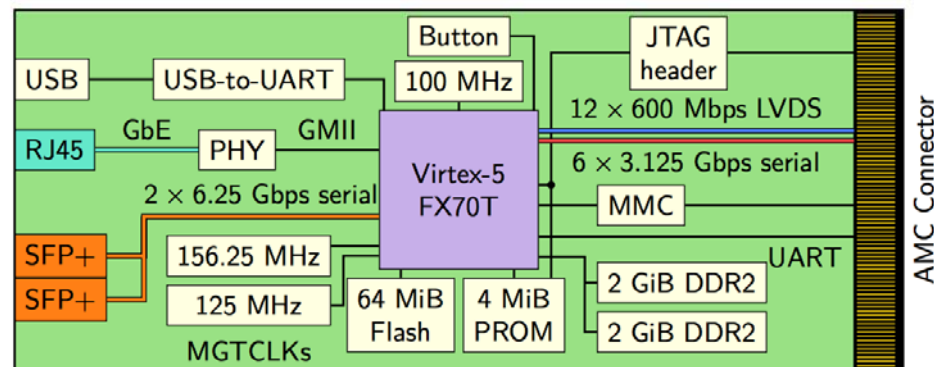 Button
JTAG
header
USB
USB-to-UART
100 MHz
12 × 600 Mbps LVDS
GbE
GMII
RJ45
PHY
Virtex-5
FX70T
6 × 3.125 Gbps serial
2 × 6.25 Gbps serial
MMC
SFP+
156.25 MHz
UART
SFP+
125 MHz
64 MiB
Flash
4 MiB
PROM
2 GiB DDR2
2 GiB DDR2
MGTCLKs
AMC Connector